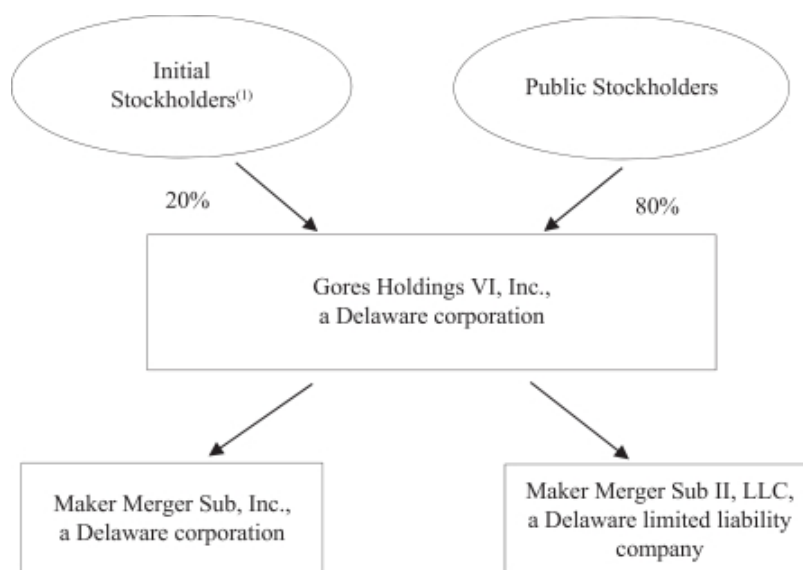 Initial
Stockholders(1)
Public Stockholders
20%
80%
Gores Holdings VI, Inc.,
a Delaware corporation
Maker Merger Sub, Inc.,
a Delaware corporation
Maker Merger Sub II, LLC,
a Delaware limited liability
company